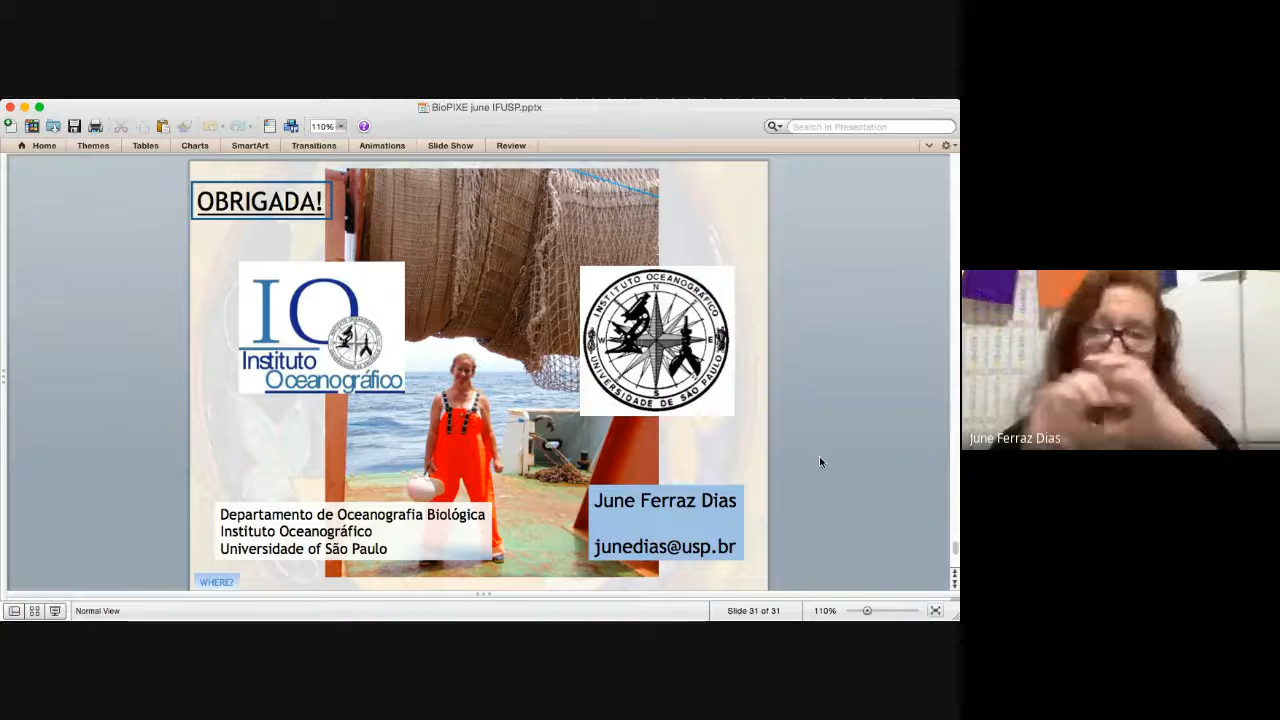 BioPIXE june IFUSP.pptx
110%
Search in Presentation
Home
Themes
Tables
Charts
SmartArt
Transitions
Animations
Slide Show
Review
OBRIGADA!
IO
Instituto
Oceanográfico
INSTITUTO OCEANOGRÁFICO
N
W
E
S
UNIVERSIDADE DE SÃO PAULO
June Ferraz Dias
Departamento de Oceanografia Biológica
Instituto Oceanográfico
Universidade of São Paulo
June Ferraz Dias
junedias@usp.br
WHERE?
Normal View
Slide 31 of 31
110%